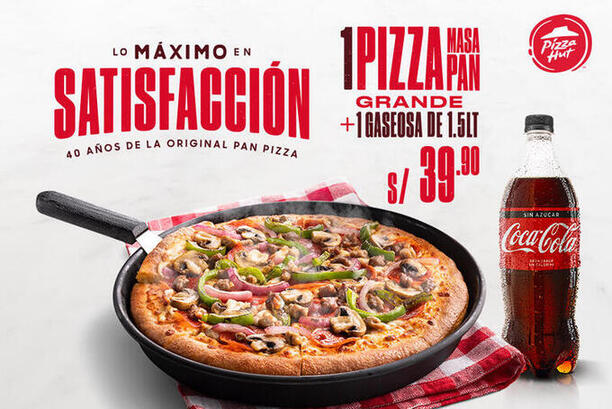 LO MÁXIMO EN
SATISFACCIÓN
40 AÑOS DE LA ORIGINAL PAN PIZZA
1 PIZZA MASA PAN
GRANDE
+1 GASEOSA DE 1.5LT
S/ 39.90
Pizza
Hut
SIN AZÚCAR
Coca-Cola